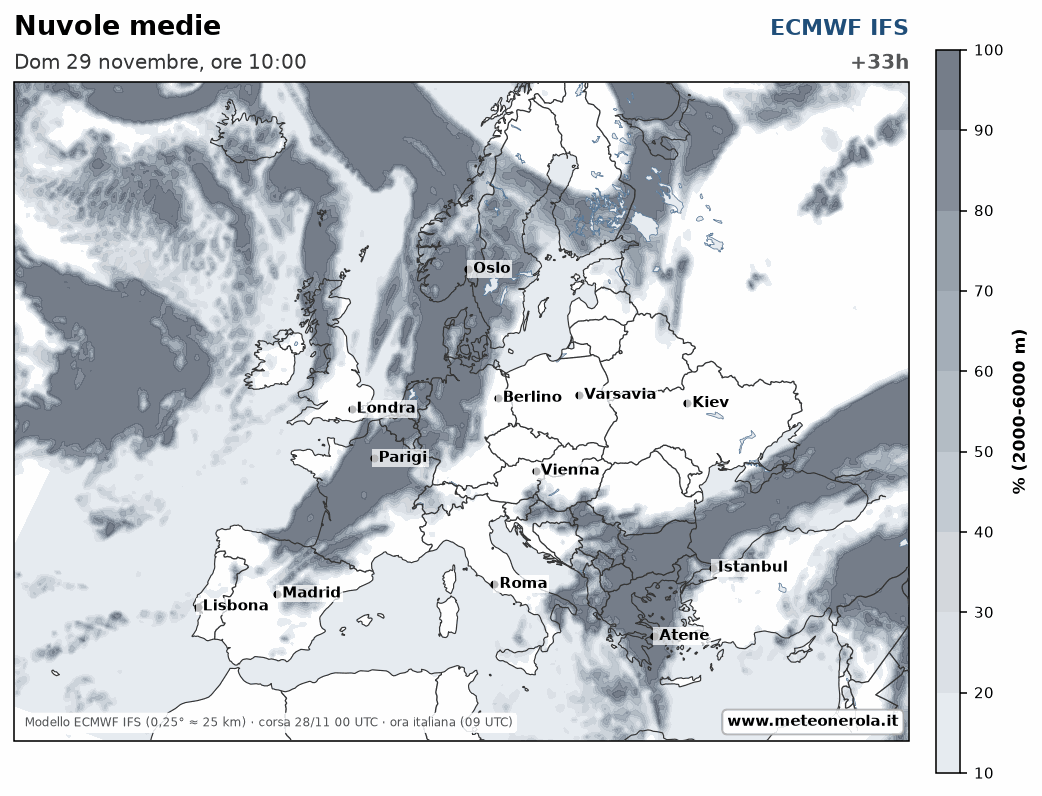 Nuvole medie
ECMWF IFS
Dom 29 novembre, ore 10:00
+33h
100
90
80
70
60
50
40
30
20
10
% (2000-6000 m)
Oslo
Berlino
Varsavia
Kiev
Londra
Parigi
Vienna
Istanbul
Roma
Madrid
Lisbona
Atene
Modello ECMWF IFS (0,25° ≈ 25 km) · corsa 28/11 00 UTC · ora italiana (09 UTC)
www.meteonerola.it